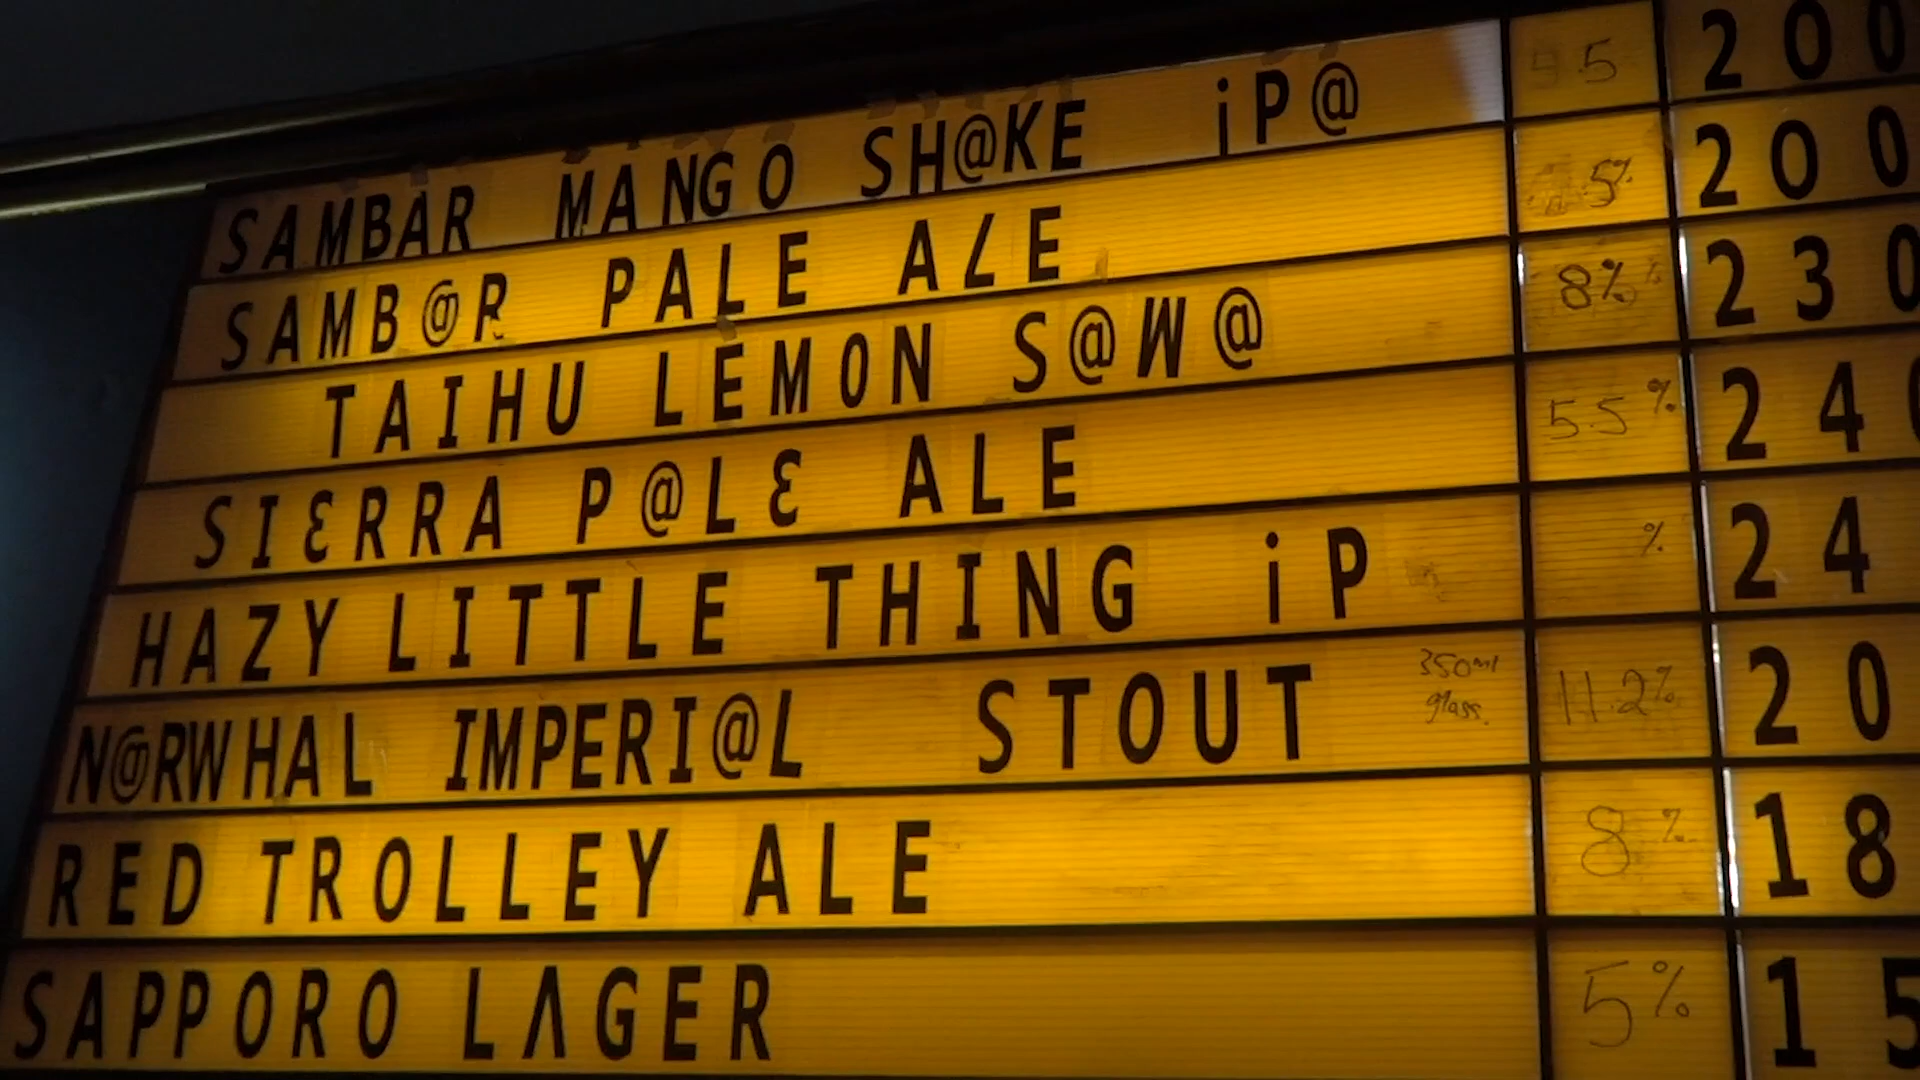 SAMBAR MANGO SH@KE iP@ 5.5 200
SAMB@R PALE ALE .5% 200
TAIHU LEMON S@W@ 8% 230
SIERRA P@LE ALE 5.5% 24
HAZY LITTLE THING iP % 24
N@RWHAL IMPERI@L STOUT 350ml glass. 11.2% 20
RED TROLLEY ALE 8% 18
SAPPORO LAGER 5% 15